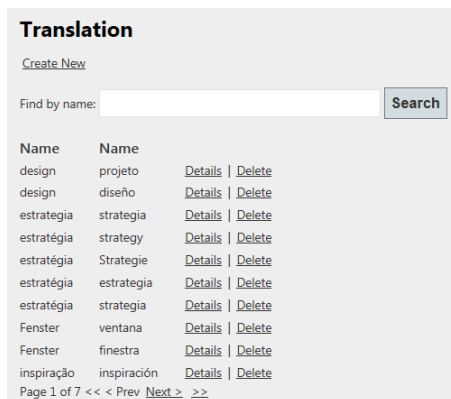 Translation
Create New
Find by name: Search
Name Name
design projeto Details | Delete
design diseño Details | Delete
estrategia strategia Details | Delete
estratégia strategy Details | Delete
estratégia Strategie Details | Delete
estratégia estrategia Details | Delete
estratégia strategia Details | Delete
Fenster ventana Details | Delete
Fenster finestra Details | Delete
inspiração inspiración Details | Delete
Page 1 of 7 << < Prev Next > >>